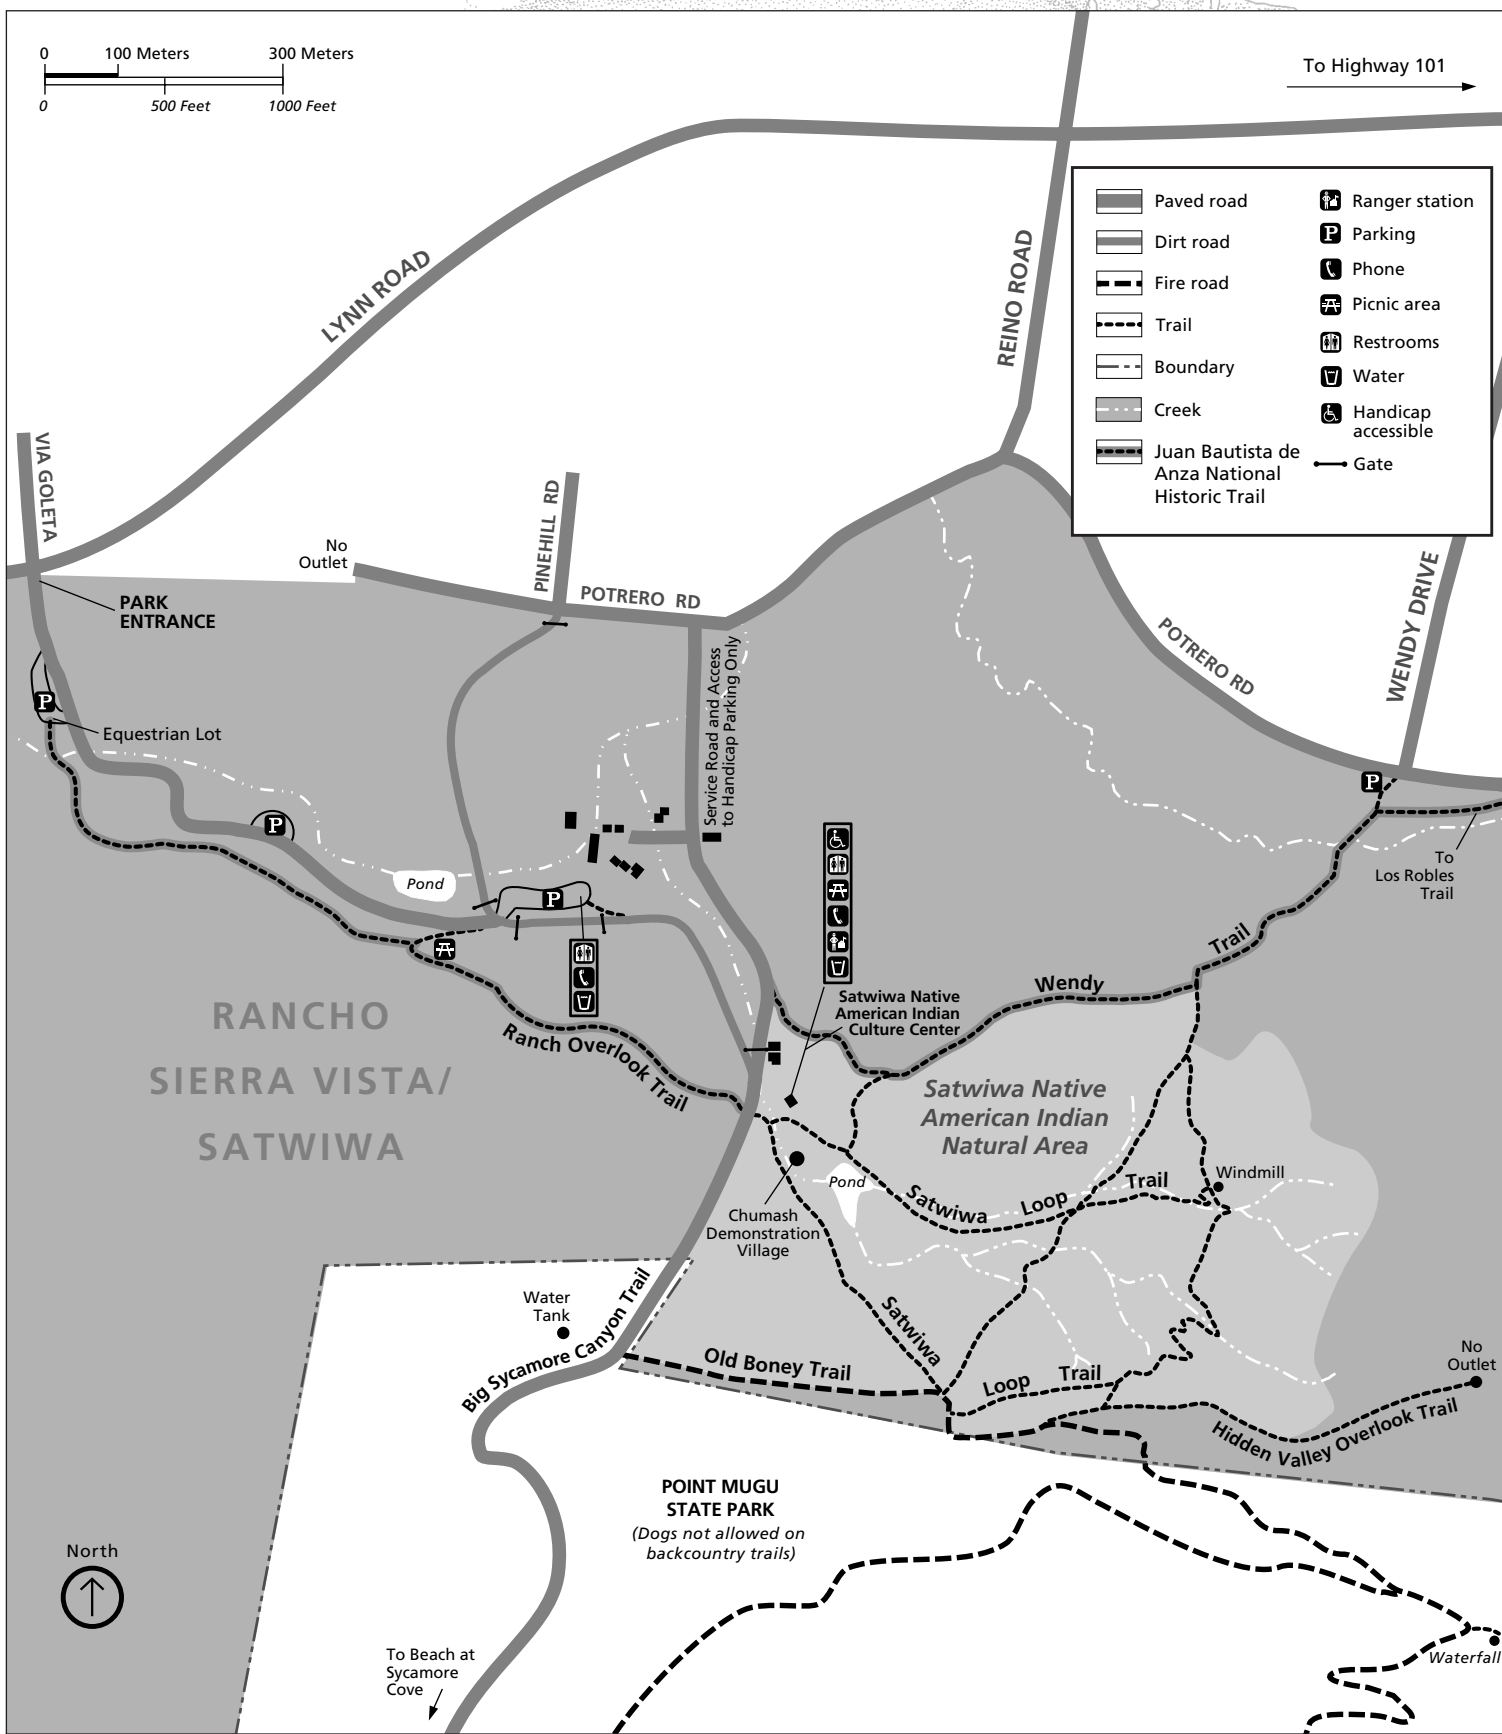 0 100 Meters 300 Meters
0 500 Feet 1000 Feet
To Highway 101
LYNN ROAD
REINO ROAD
Paved road
Dirt road
Fire road
Trail
Boundary
Creek
Juan Bautista de
Anza National
Historic Trail
Ranger station
P Parking
Phone
Picnic area
Restrooms
Water
Handicap
accessible
Gate
VIA GOLETA
No
Outlet
PINEHILL RD
POTRERO RD
PARK
ENTRANCE
POTRERO RD
WENDY DRIVE
Service Road and Access
to Handicap Parking Only
P
Equestrian Lot
P
P
To
Los Robles
Trail
Pond
P
Wendy Trail
Satwiwa Native
American Indian
Culture Center
RANCHO
SIERRA VISTA/
SATWIWA
Ranch Overlook Trail
Satwiwa Native
American Indian
Natural Area
Windmill
Pond
Satwiwa Loop Trail
Chumash
Demonstration
Village
Water
Tank
Big Sycamore Canyon Trail
Satwiwa Loop Trail
Old Boney Trail
No
Outlet
Hidden Valley Overlook Trail
POINT MUGU
STATE PARK
(Dogs not allowed on
backcountry trails)
North
To Beach at
Sycamore
Cove
Waterfall